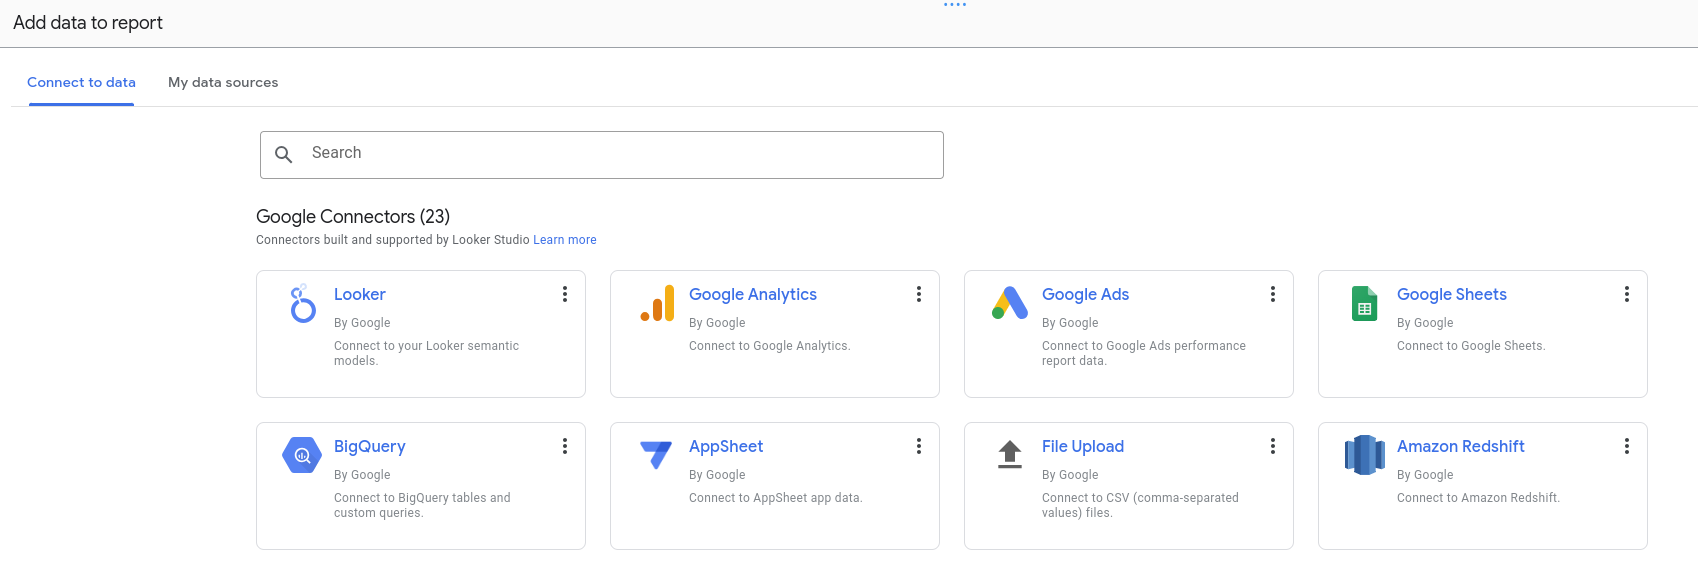 Add data to report
Connect to data
My data sources
Search
Google Connectors (23)
Connectors built and supported by Looker Studio Learn more
Looker
By Google
Connect to your Looker semantic
models.
Google Analytics
By Google
Connect to Google Analytics.
Google Ads
By Google
Connect to Google Ads performance
report data.
Google Sheets
By Google
Connect to Google Sheets.
BigQuery
By Google
Connect to BigQuery tables and
custom queries.
AppSheet
By Google
Connect to AppSheet app data.
File Upload
By Google
Connect to CSV (comma-separated
values) files.
Amazon Redshift
By Google
Connect to Amazon Redshift.